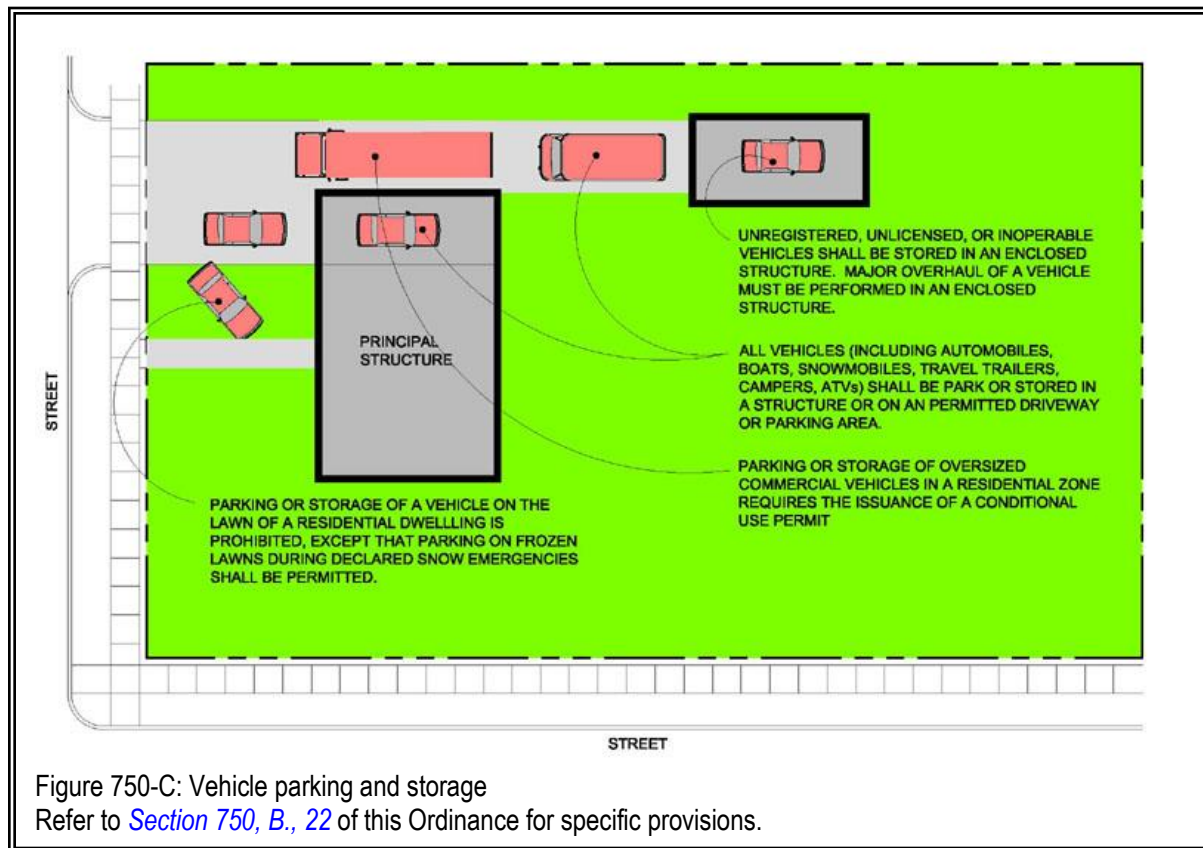 UNREGISTERED, UNLICENSED, OR INOPERABLE
VEHICLES SHALL BE STORED IN AN ENCLOSED
STRUCTURE. MAJOR OVERHAUL OF A VEHICLE
MUST BE PERFORMED IN AN ENCLOSED
STRUCTURE.
PRINCIPAL
STRUCTURE
ALL VEHICLES (INCLUDING AUTOMOBILES,
BOATS, SNOWMOBILES, TRAVEL TRAILERS,
CAMPERS, ATVs) SHALL BE PARK OR STORED IN
A STRUCTURE OR ON AN PERMITTED DRIVEWAY
OR PARKING AREA.
STREET
PARKING OR STORAGE OF OVERSIZED
COMMERCIAL VEHICLES IN A RESIDENTIAL ZONE
REQUIRES THE ISSUANCE OF A CONDITIONAL
USE PERMIT
PARKING OR STORAGE OF A VEHICLE ON THE
LAWN OF A RESIDENTIAL DWELLLING IS
PROHIBITED, EXCEPT THAT PARKING ON FROZEN
LAWNS DURING DECLARED SNOW EMERGENCIES
SHALL BE PERMITTED.
STREET
Figure 750-C: Vehicle parking and storage
Refer to Section 750, B., 22 of this Ordinance for specific provisions.